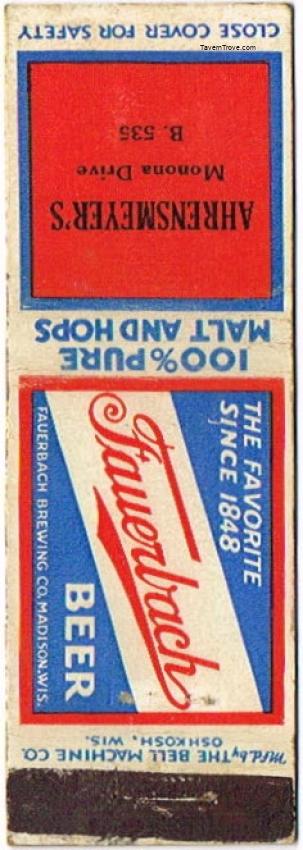 TavernTrove.com
CLOSE COVER FOR SAFETY
AHRENSMEYER'S
Monona Drive
B. 535
100% PURE
MALT AND HOPS
THE FAVORITE
SINCE 1848
Fauerbach
BEER
FAUERBACH BREWING CO. MADISON, WIS.
Mfd. by THE BELL MACHINE CO.
OSHKOSH, WIS.